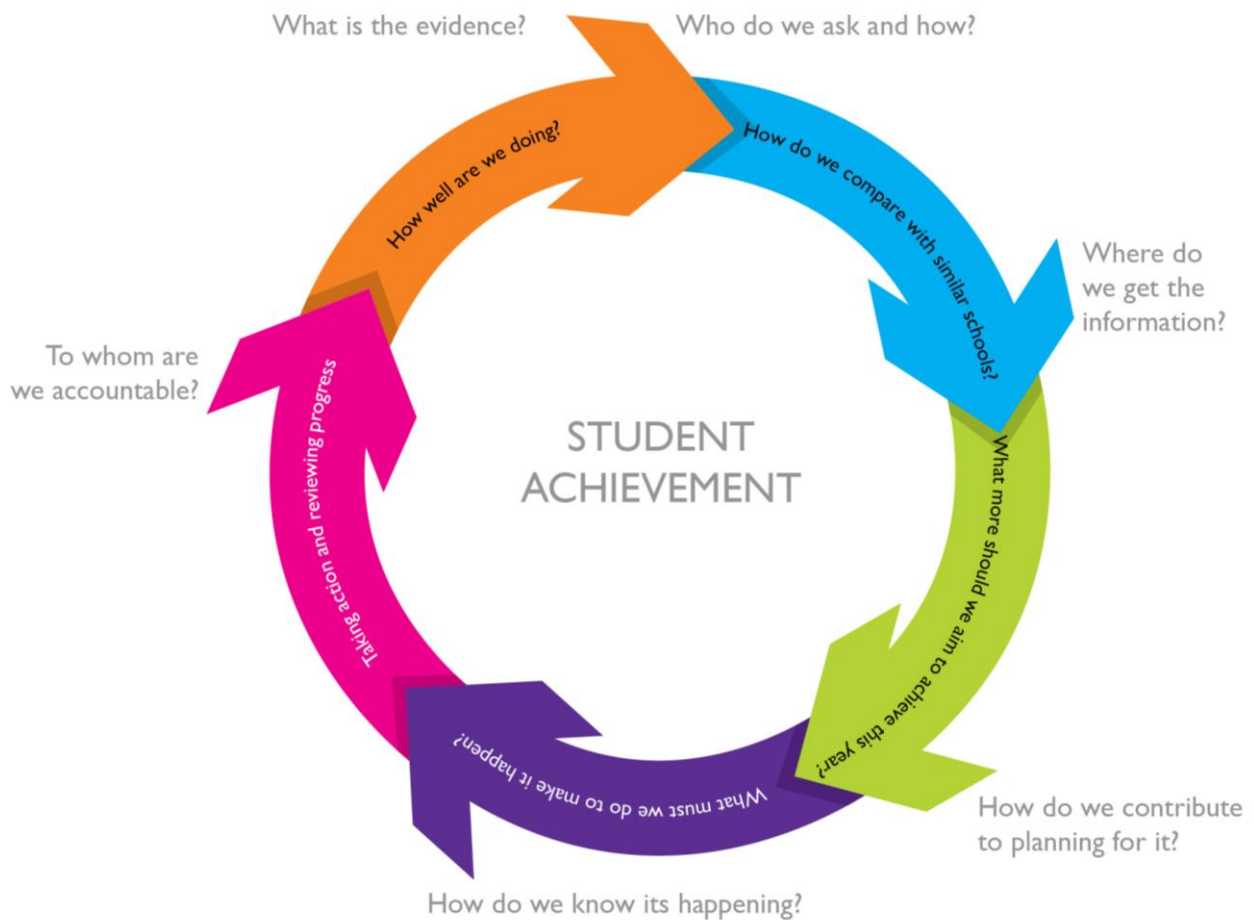 What is the evidence?
Who do we ask and how?
How well are we doing?
How do we compare with similar schools?
Where do
we get the
information?
What more should we aim to achieve this year?
How do we contribute
to planning for it?
What must we do to make it happen?
How do we know its happening?
Taking action and reviewing progress
To whom are
we accountable?
STUDENT
ACHIEVEMENT